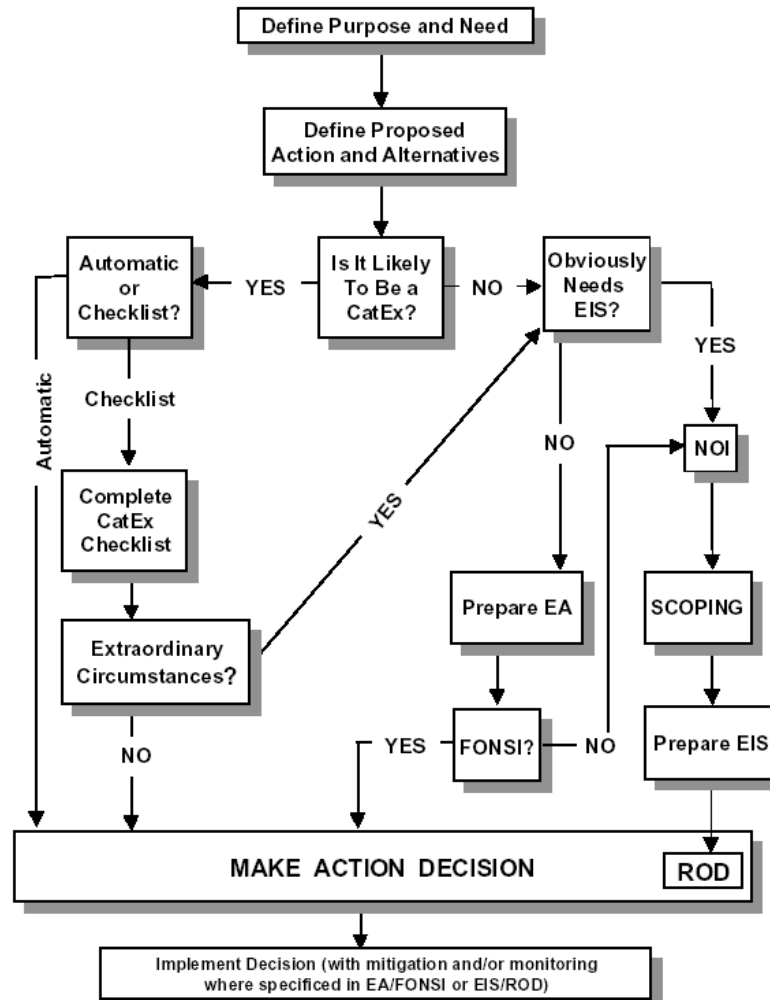 Define Purpose and Need
Define Proposed
Action and Alternatives
Automatic
or
Checklist?
YES
Is It Likely
To Be a
CatEx?
NO
Obviously
Needs
EIS?
YES
Automatic
Checklist
NO
NOI
Complete
CatEx
Checklist
YES
Prepare EA
SCOPING
Extraordinary
Circumstances?
NO
YES
FONSI?
NO
Prepare EIS
MAKE ACTION DECISION
ROD
Implement Decision (with mitigation and/or monitoring
where specificed in EA/FONSI or EIS/ROD)